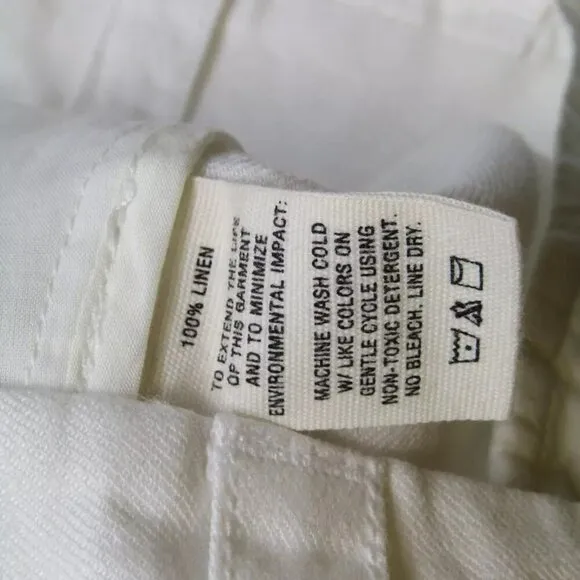 100% LINEN
TO EXTEND THE LIFE
OF THIS GARMENT
AND TO MINIMIZE
ENVIRONMENTAL IMPACT:
MACHINE WASH COLD
W/ LIKE COLORS ON
GENTLE CYCLE USING
NON-TOXIC DETERGENT.
NO BLEACH. LINE DRY.